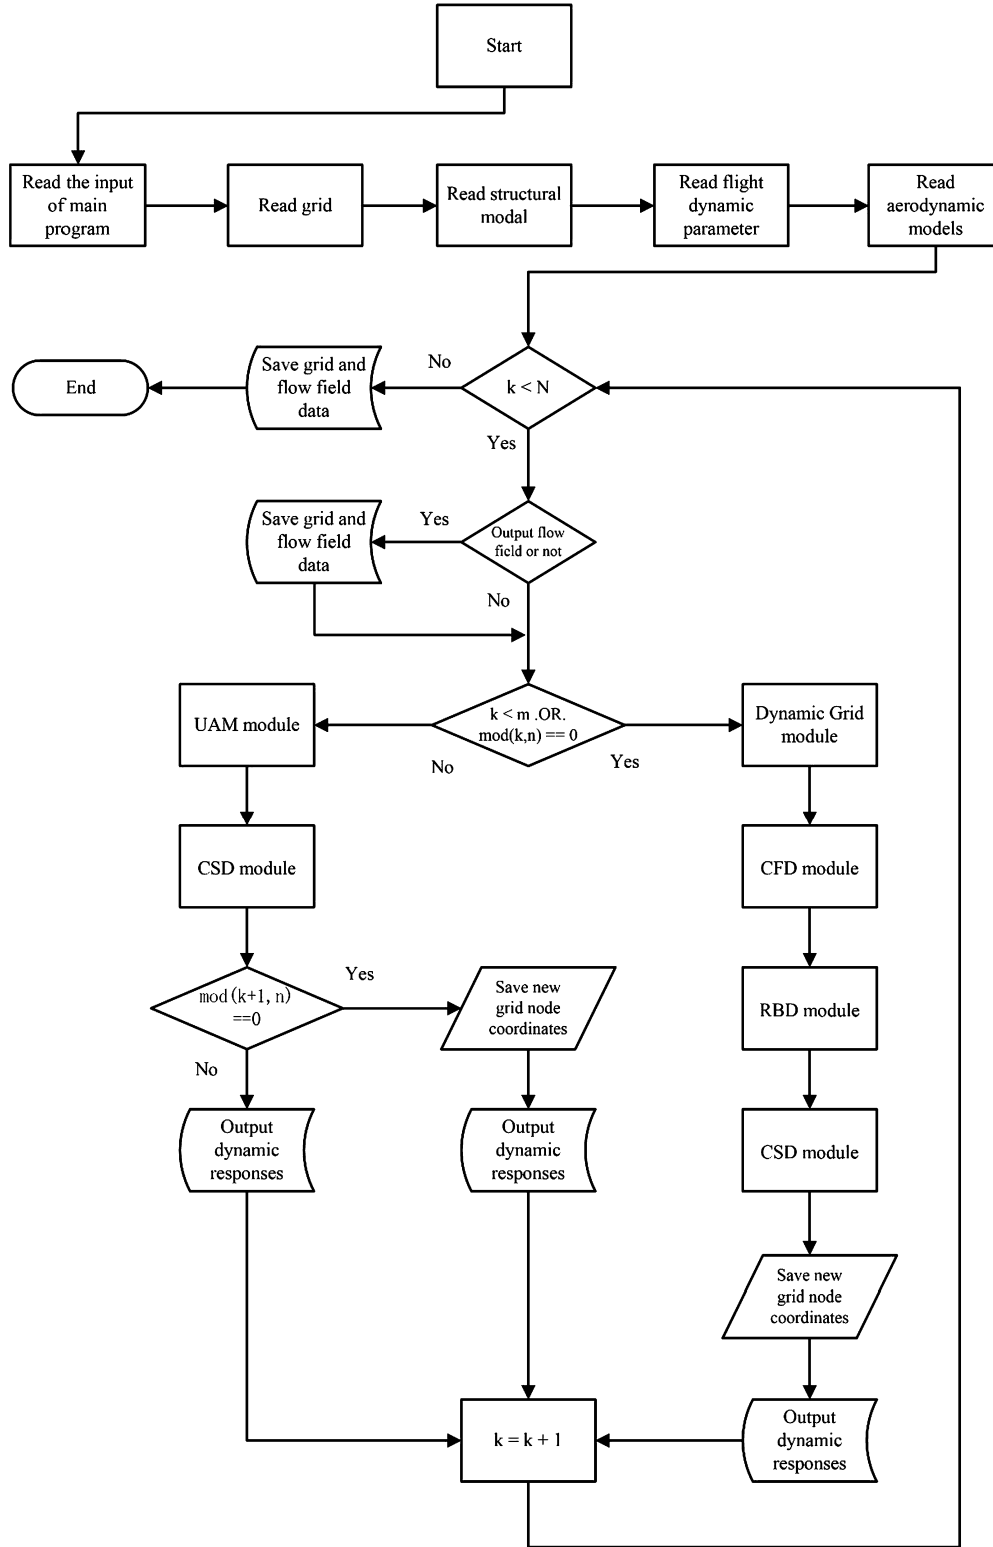 Start
Read the input
of main
program
Read grid
Read structural
modal
Read flight
dynamic
parameter
Read
aerodynamic
models
End
Save grid and
flow field
data
No
k < N
Yes
Save grid and
flow field
data
Yes
Output flow
field or not
No
UAM module
k < m .OR.
mod(k,n) == 0
Dynamic Grid
module
No
Yes
CSD module
CFD module
mod(k+1, n)
==0
Yes
Save new
grid node
coordinates
RBD module
No
Output
dynamic
responses
Output
dynamic
responses
CSD module
Save new
grid node
coordinates
k = k + 1
Output
dynamic
responses